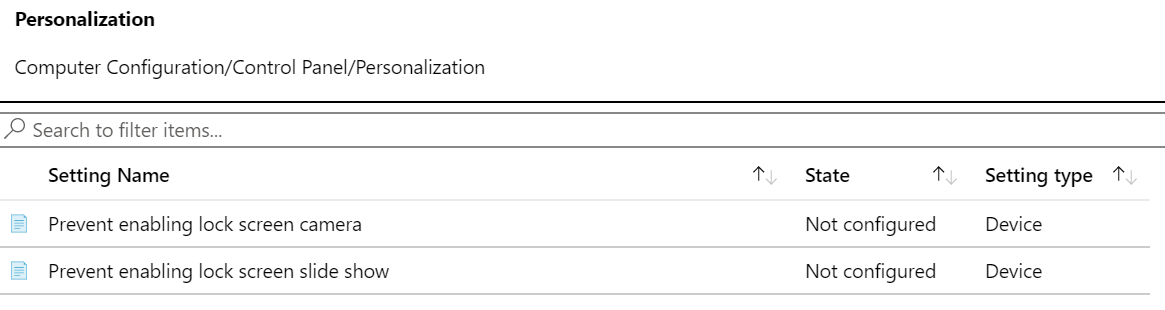 Personalization
Computer Configuration/Control Panel/Personalization
Search to filter items...
Setting Name State Setting type
Prevent enabling lock screen camera Not configured Device
Prevent enabling lock screen slide show Not configured Device